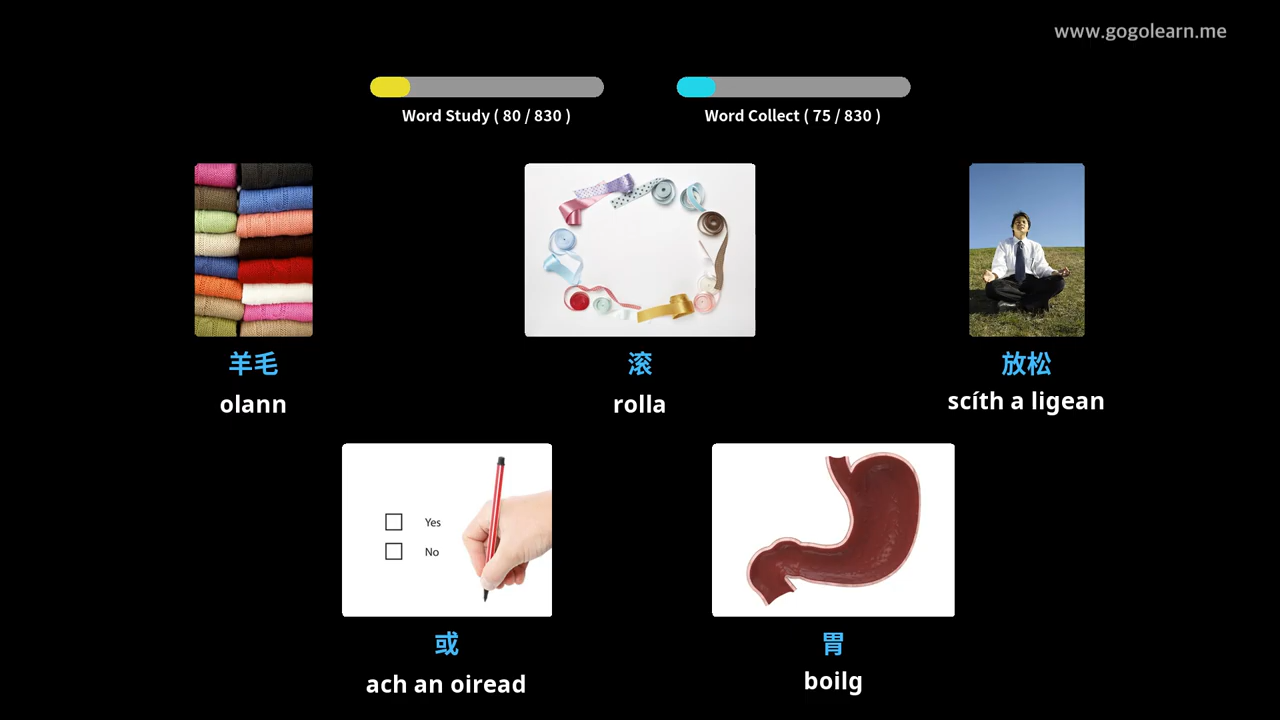 www.gogolearn.me
Word Study ( 80 / 830 )
Word Collect ( 75 / 830 )
羊毛
olann
滚
rolla
放松
scíth a ligean
Yes
No
或
ach an oiread
胃
boilg